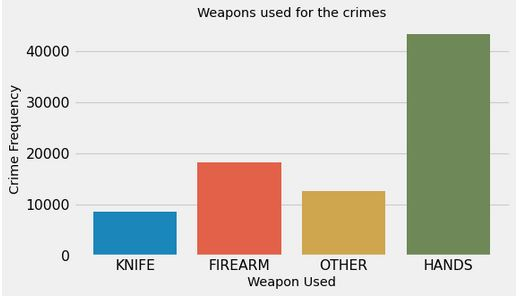 Weapons used for the crimes
Crime Frequency
40000
30000
20000
10000
0
KNIFE FIREARM OTHER HANDS
Weapon Used